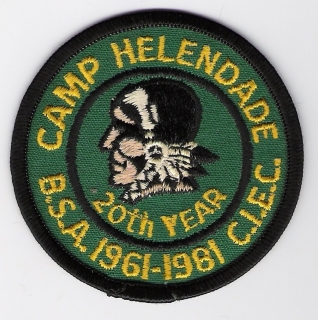 CAMP HELENDADE
20th YEAR
B.S.A. 1961-1981 C.I.E.C.